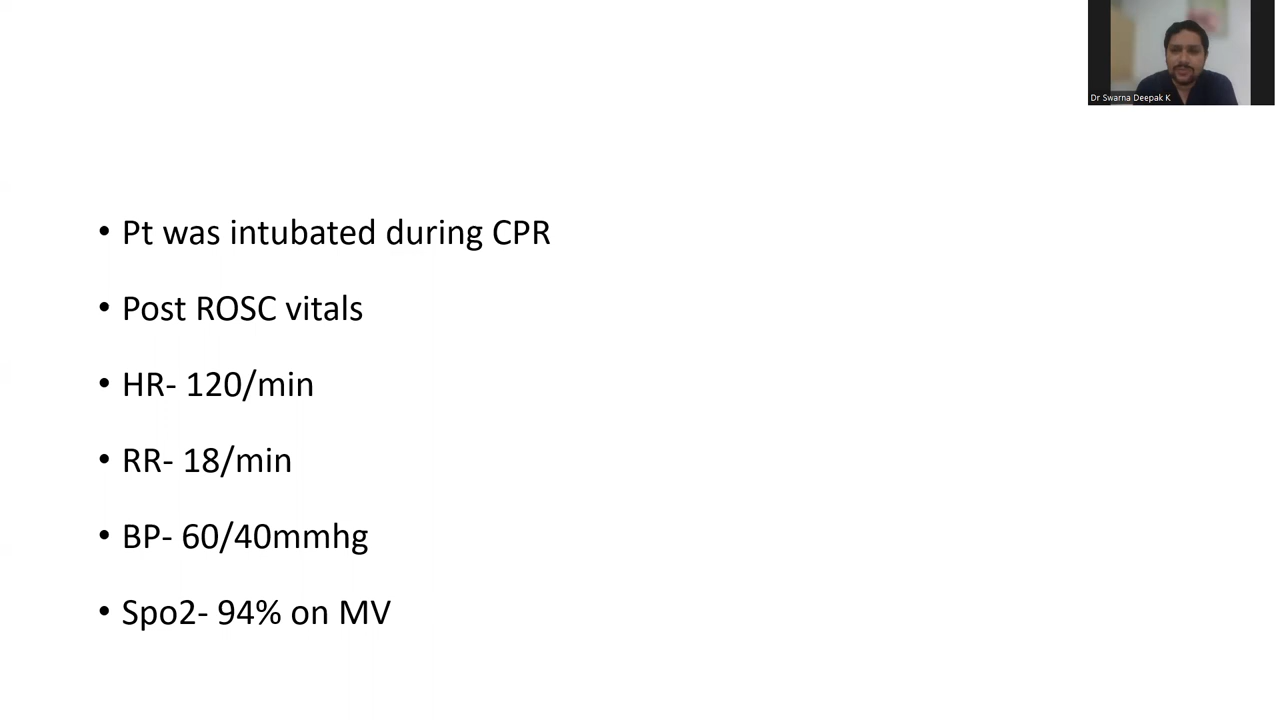 Dr Swarna Deepak K
• Pt was intubated during CPR
• Post ROSC vitals
• HR- 120/min
• RR- 18/min
• BP- 60/40mmhg
• Spo2- 94% on MV